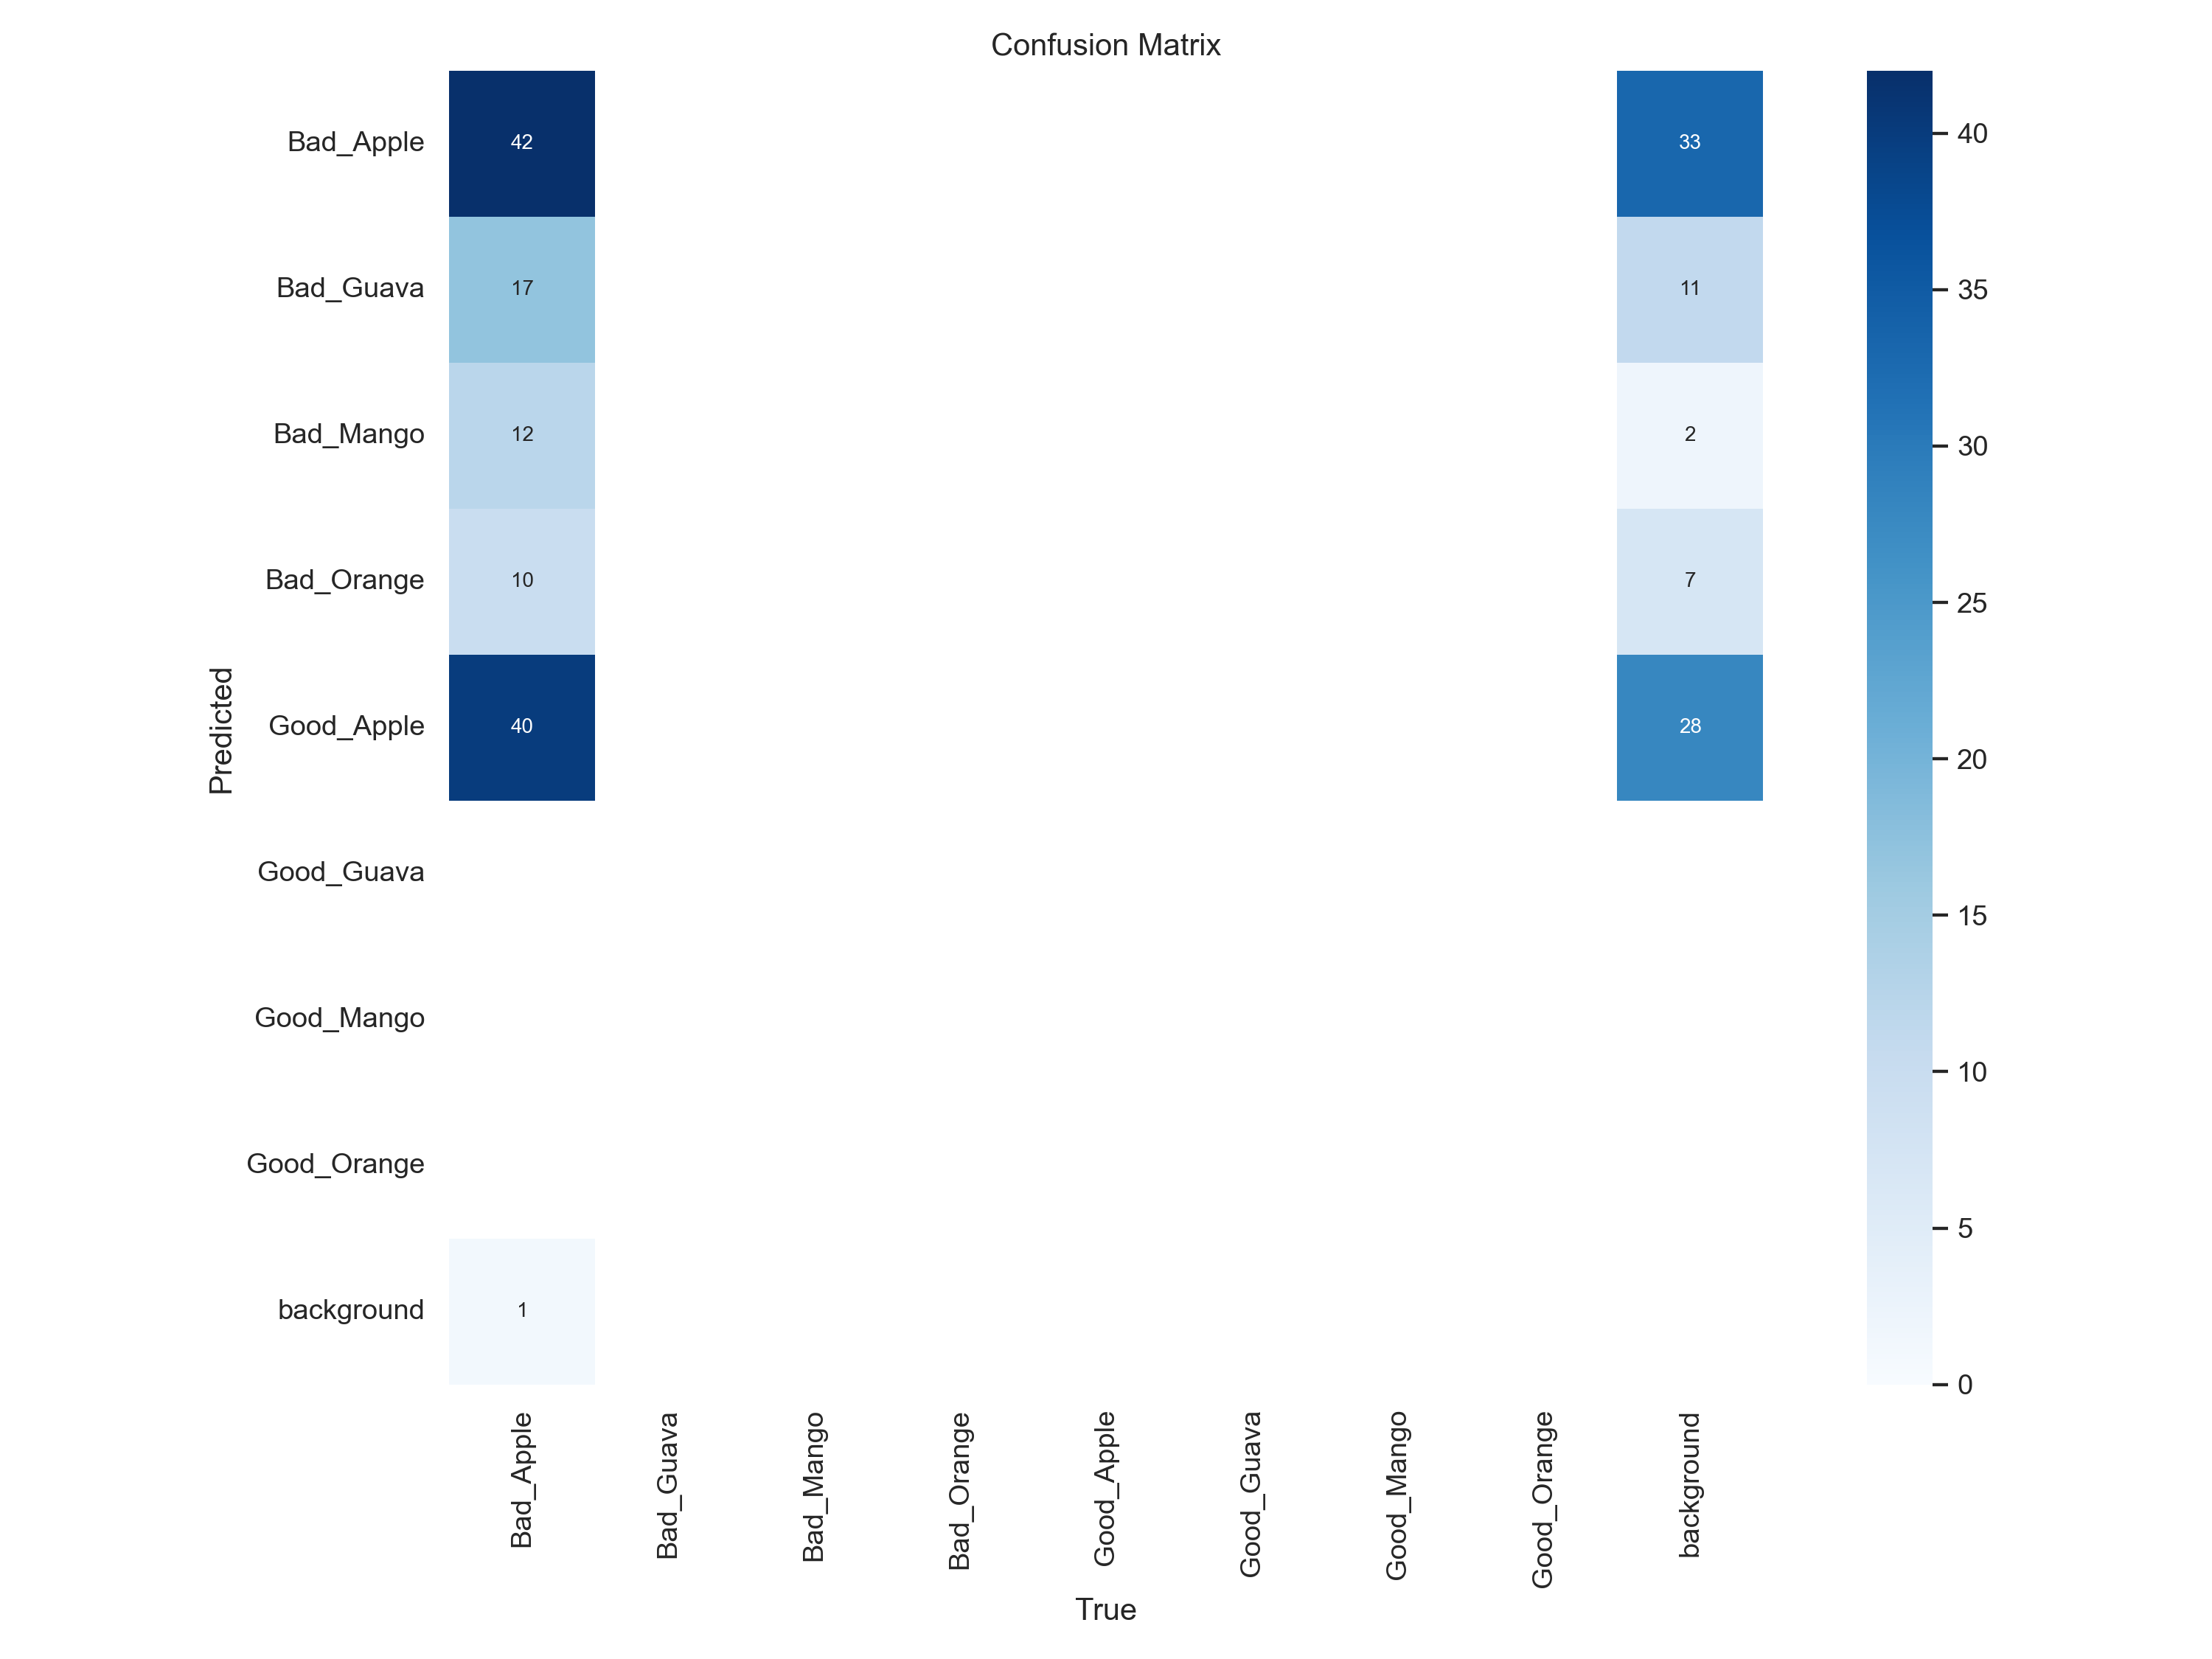 Confusion Matrix
Predicted
Bad_Apple 42 33
Bad_Guava 17 11
Bad_Mango 12 2
Bad_Orange 10 7
Good_Apple 40 28
Good_Guava
Good_Mango
Good_Orange
background 1
Bad_Apple Bad_Guava Bad_Mango Bad_Orange Good_Apple Good_Guava Good_Mango Good_Orange background
True
40
35
30
25
20
15
10
5
0